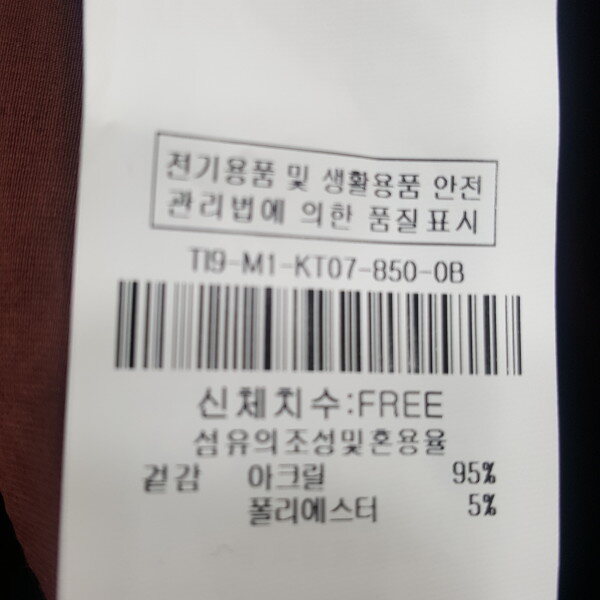 전기용품 및 생활용품 안전
관리법에 의한 품질표시
TI9-M1-KT07-850-0B
신체치수:FREE
섬유의조성및혼용율
겉감 아크릴 95%
폴리에스터 5%